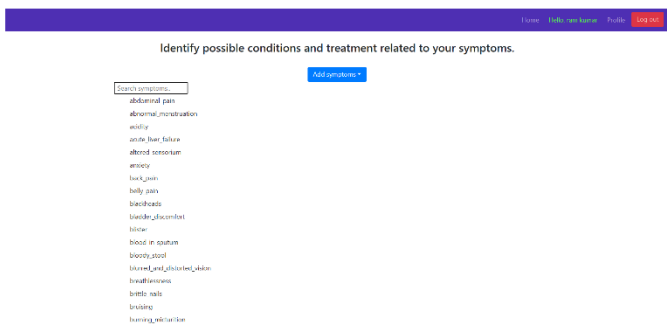 Home Hello, ram kumar Profile Log out
Identify possible conditions and treatment related to your symptoms.
Add symptoms
Search symptoms..
abdominal_pain
abnormal_menstruation
acidity
acute_liver_failure
altered_sensorium
anxiety
back_pain
belly_pain
blackheads
bladder_discomfort
blister
blood_in_sputum
bloody_stool
blurred_and_distorted_vision
breathlessness
brittle_nails
bruising
burning_micturition